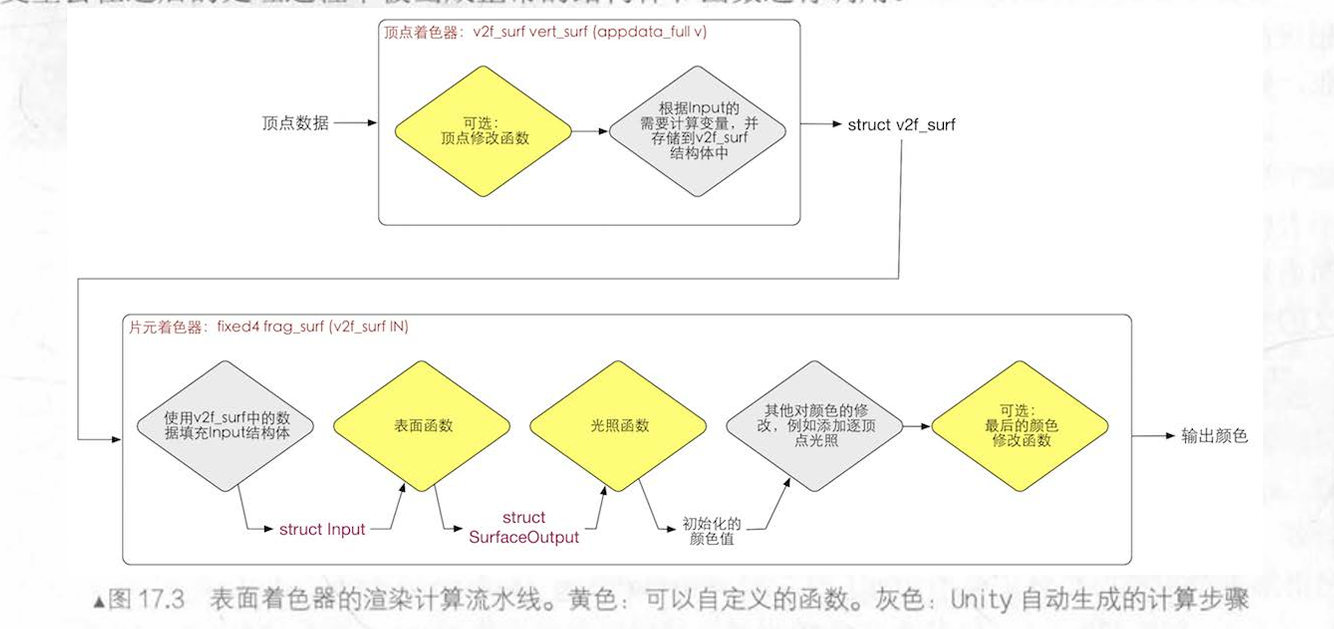 顶点着色器：v2f_surf vert_surf (appdata_full v)
顶点数据
可选：
顶点修改函数
根据Input的
需要计算变量，并
存储到v2f_surf
结构体中
struct v2f_surf
片元着色器：fixed4 frag_surf (v2f_surf IN)
使用v2f_surf中的数
据填充Input结构体
表面函数
光照函数
其他对颜色的修
改，例如添加逐顶
点光照
可选：
最后的颜色
修改函数
输出颜色
struct Input
struct
SurfaceOutput
初始化的
颜色值
▲图 17.3 表面着色器的渲染计算流水线。黄色：可以自定义的函数。灰色：Unity 自动生成的计算步骤